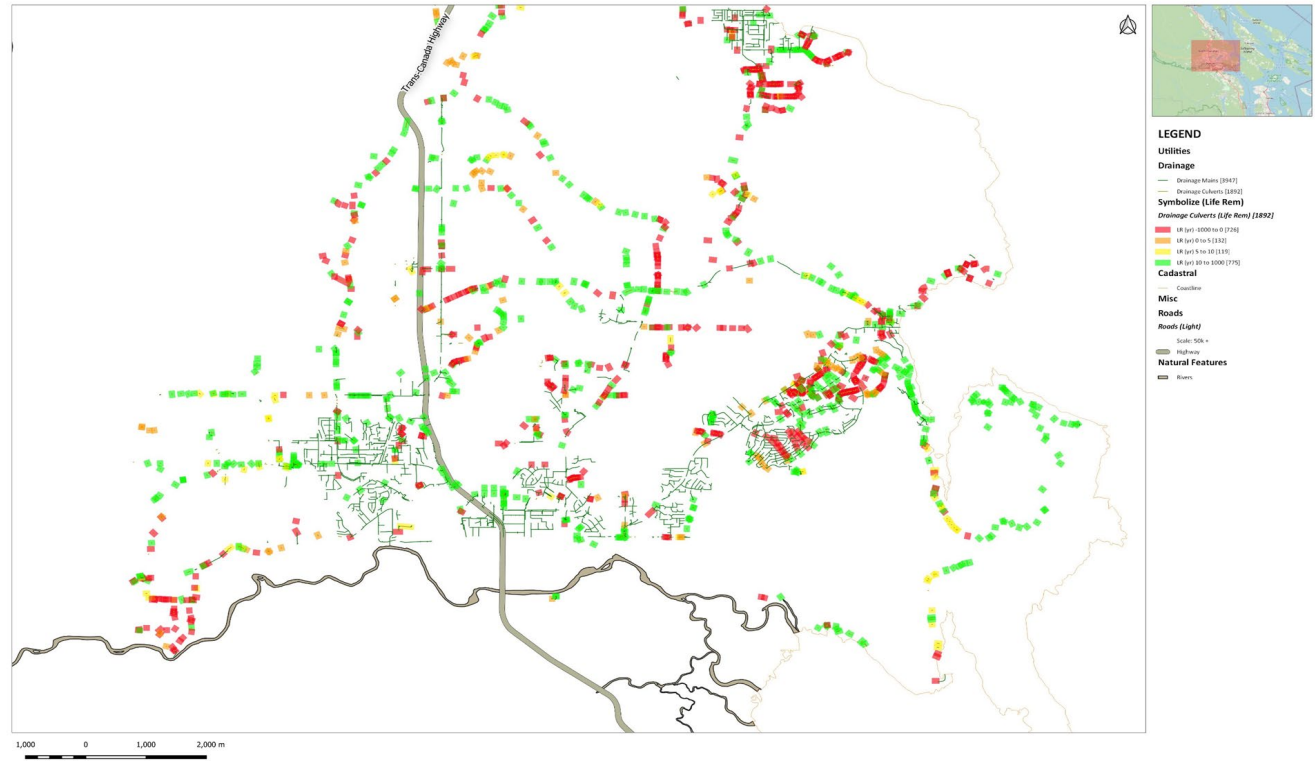 Trans-Canada Highway
LEGEND
Utilities
Drainage
Drainage Mains [3947]
Drainage Culverts [1892]
Symbolize (Life Rem)
Drainage Culverts (Life Rem) [1892]
LR (yr) -1000 to 0 [726]
LR (yr) 0 to 5 [132]
LR (yr) 5 to 10 [119]
LR (yr) 10 to 1000 [775]
Cadastral
Coastline
Misc
Roads
Roads (Light)
Scale: 50k +
Highway
Natural Features
Rivers
1,000 0 1,000 2,000 m